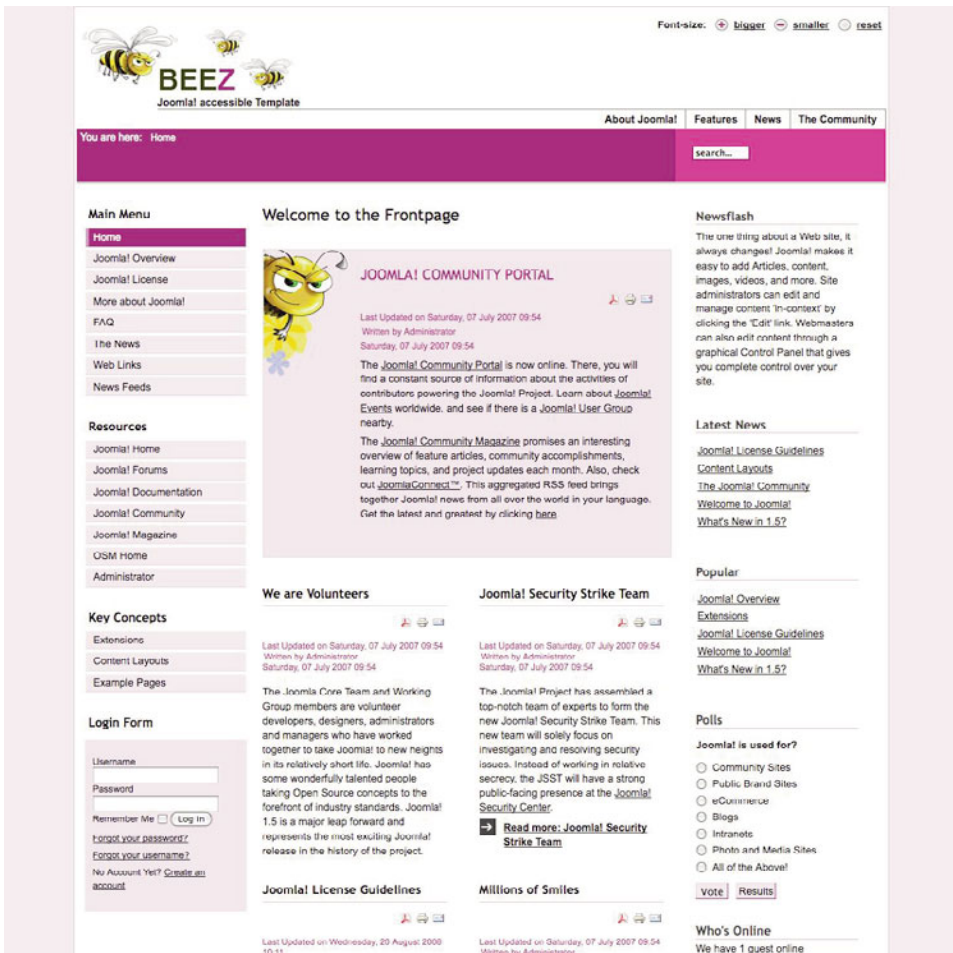 Font-size: bigger smaller reset
BEEZ
Joomla! accessible Template
About Joomla! Features News The Community
You are here: Home
search...
Main Menu
Home
Joomla! Overview
Joomla! License
More about Joomla!
FAQ
The News
Web Links
News Feeds
Resources
Joomla! Home
Joomla! Forums
Joomla! Documentation
Joomla! Community
Joomla! Magazine
OSM Home
Administrator
Key Concepts
Extensions
Content Layouts
Example Pages
Login Form
Username
Password
Remember Me Log in
Forgot your password?
Forgot your username?
No Account Yet? Create an
account
Welcome to the Frontpage
JOOMLA! COMMUNITY PORTAL
Last Updated on Saturday, 07 July 2007 09:54
Written by Administrator
Saturday, 07 July 2007 09:54
The Joomla! Community Portal is now online. There, you will
find a constant source of information about the activities of
contributors powering the Joomla! Project. Learn about Joomla!
Events worldwide, and see if there is a Joomla! User Group
nearby.
The Joomla! Community Magazine promises an interesting
overview of feature articles, community accomplishments,
learning topics, and project updates each month. Also, check
out JoomlaConnect™. This aggregated RSS feed brings
together Joomla! news from all over the world in your language.
Get the latest and greatest by clicking here
We are Volunteers
Last Updated on Saturday, 07 July 2007 09:54
Written by Administrator
Saturday, 07 July 2007 09:54
The Joomla Core Team and Working
Group members are volunteer
developers, designers, administrators
and managers who have worked
together to take Joomla! to new heights
in its relatively short life. Joomla! has
some wonderfully talented people
taking Open Source concepts to the
forefront of industry standards. Joomla!
1.5 is a major leap forward and
represents the most exciting Joomla!
release in the history of the project.
Joomla! Security Strike Team
Last Updated on Saturday, 07 July 2007 09:54
Written by Administrator
Saturday, 07 July 2007 09:54
The Joomla! Project has assembled a
top-notch team of experts to form the
new Joomla! Security Strike Team. This
new team will solely focus on
investigating and resolving security
issues. Instead of working in relative
secrecy, the JSST will have a strong
public-facing presence at the Joomla!
Security Center.
Read more: Joomla! Security
Strike Team
Joomla! License Guidelines
Last Updated on Wednesday, 20 August 2008
10:11
Millions of Smiles
Last Updated on Saturday, 07 July 2007 09:54
Written by Administrator
Newsflash
The one thing about a Web site, it
always changes! Joomla! makes it
easy to add Articles, content,
images, videos, and more. Site
administrators can edit and
manage content 'in-context' by
clicking the 'Edit' link. Webmasters
can also edit content through a
graphical Control Panel that gives
you complete control over your
site.
Latest News
Joomla! License Guidelines
Content Layouts
The Joomla! Community
Welcome to Joomla!
What's New in 1.5?
Popular
Joomla! Overview
Extensions
Joomla! License Guidelines
Welcome to Joomla!
What's New in 1.5?
Polls
Joomla! is used for?
Community Sites
Public Brand Sites
eCommerce
Blogs
Intranets
Photo and Media Sites
All of the Above!
Vote Results
Who's Online
We have 1 guest online